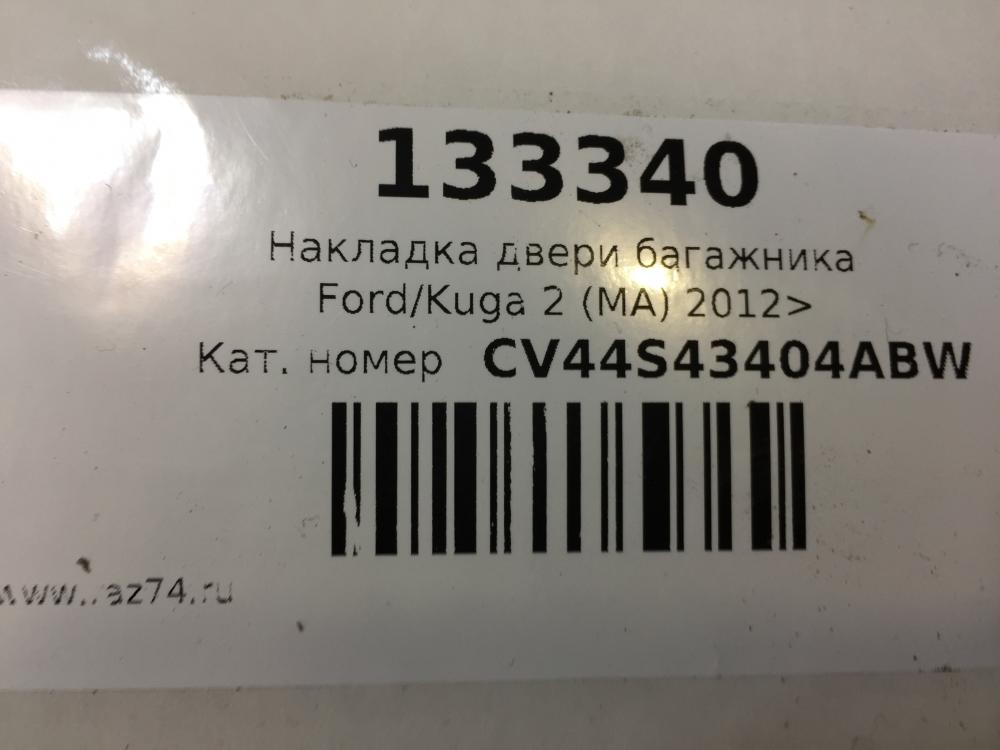 133340
Накладка двери багажника
Ford/Kuga 2 (MA) 2012>
Кат. номер CV44S43404ABW